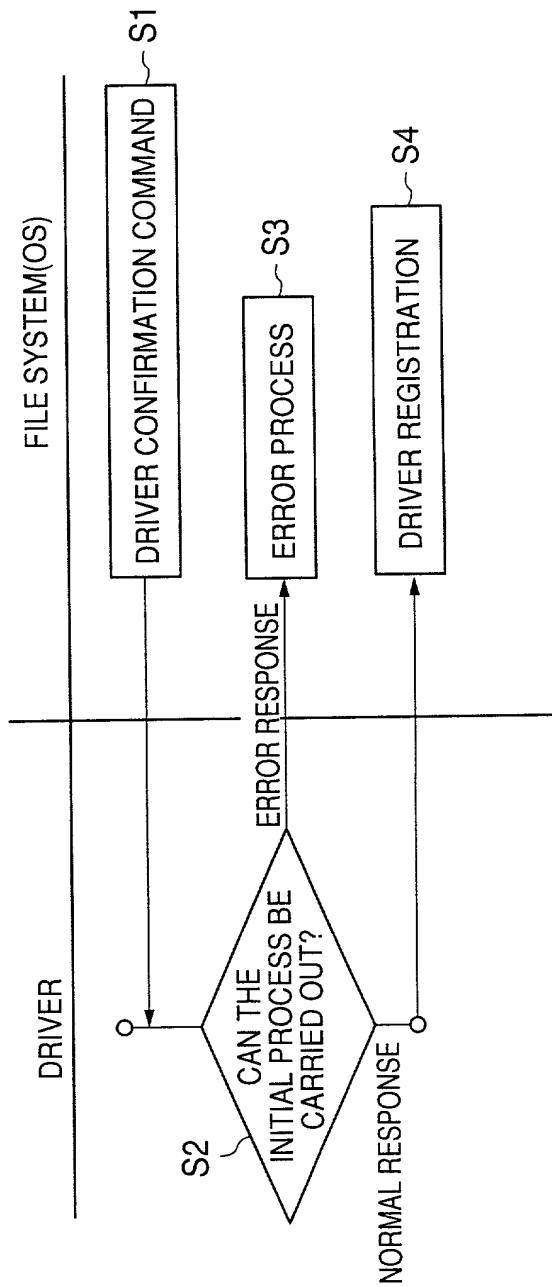 DRIVER
FILE SYSTEM(OS)
DRIVER CONFIRMATION COMMAND
S1
S2
CAN THE
INITIAL PROCESS BE
CARRIED OUT?
ERROR RESPONSE
ERROR PROCESS
S3
NORMAL RESPONSE
DRIVER REGISTRATION
S4